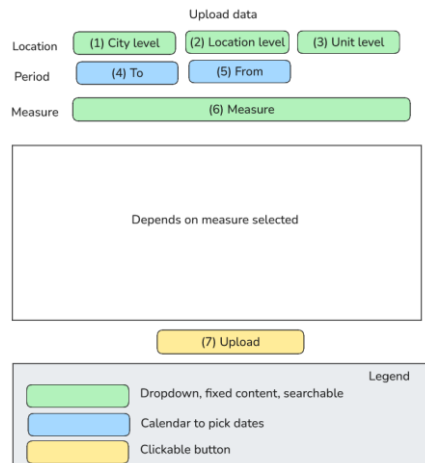 Upload data
Location (1) City level (2) Location level (3) Unit level
Period (4) To (5) From
Measure (6) Measure
Depends on measure selected
(7) Upload
Legend
Dropdown, fixed content, searchable
Calendar to pick dates
Clickable button